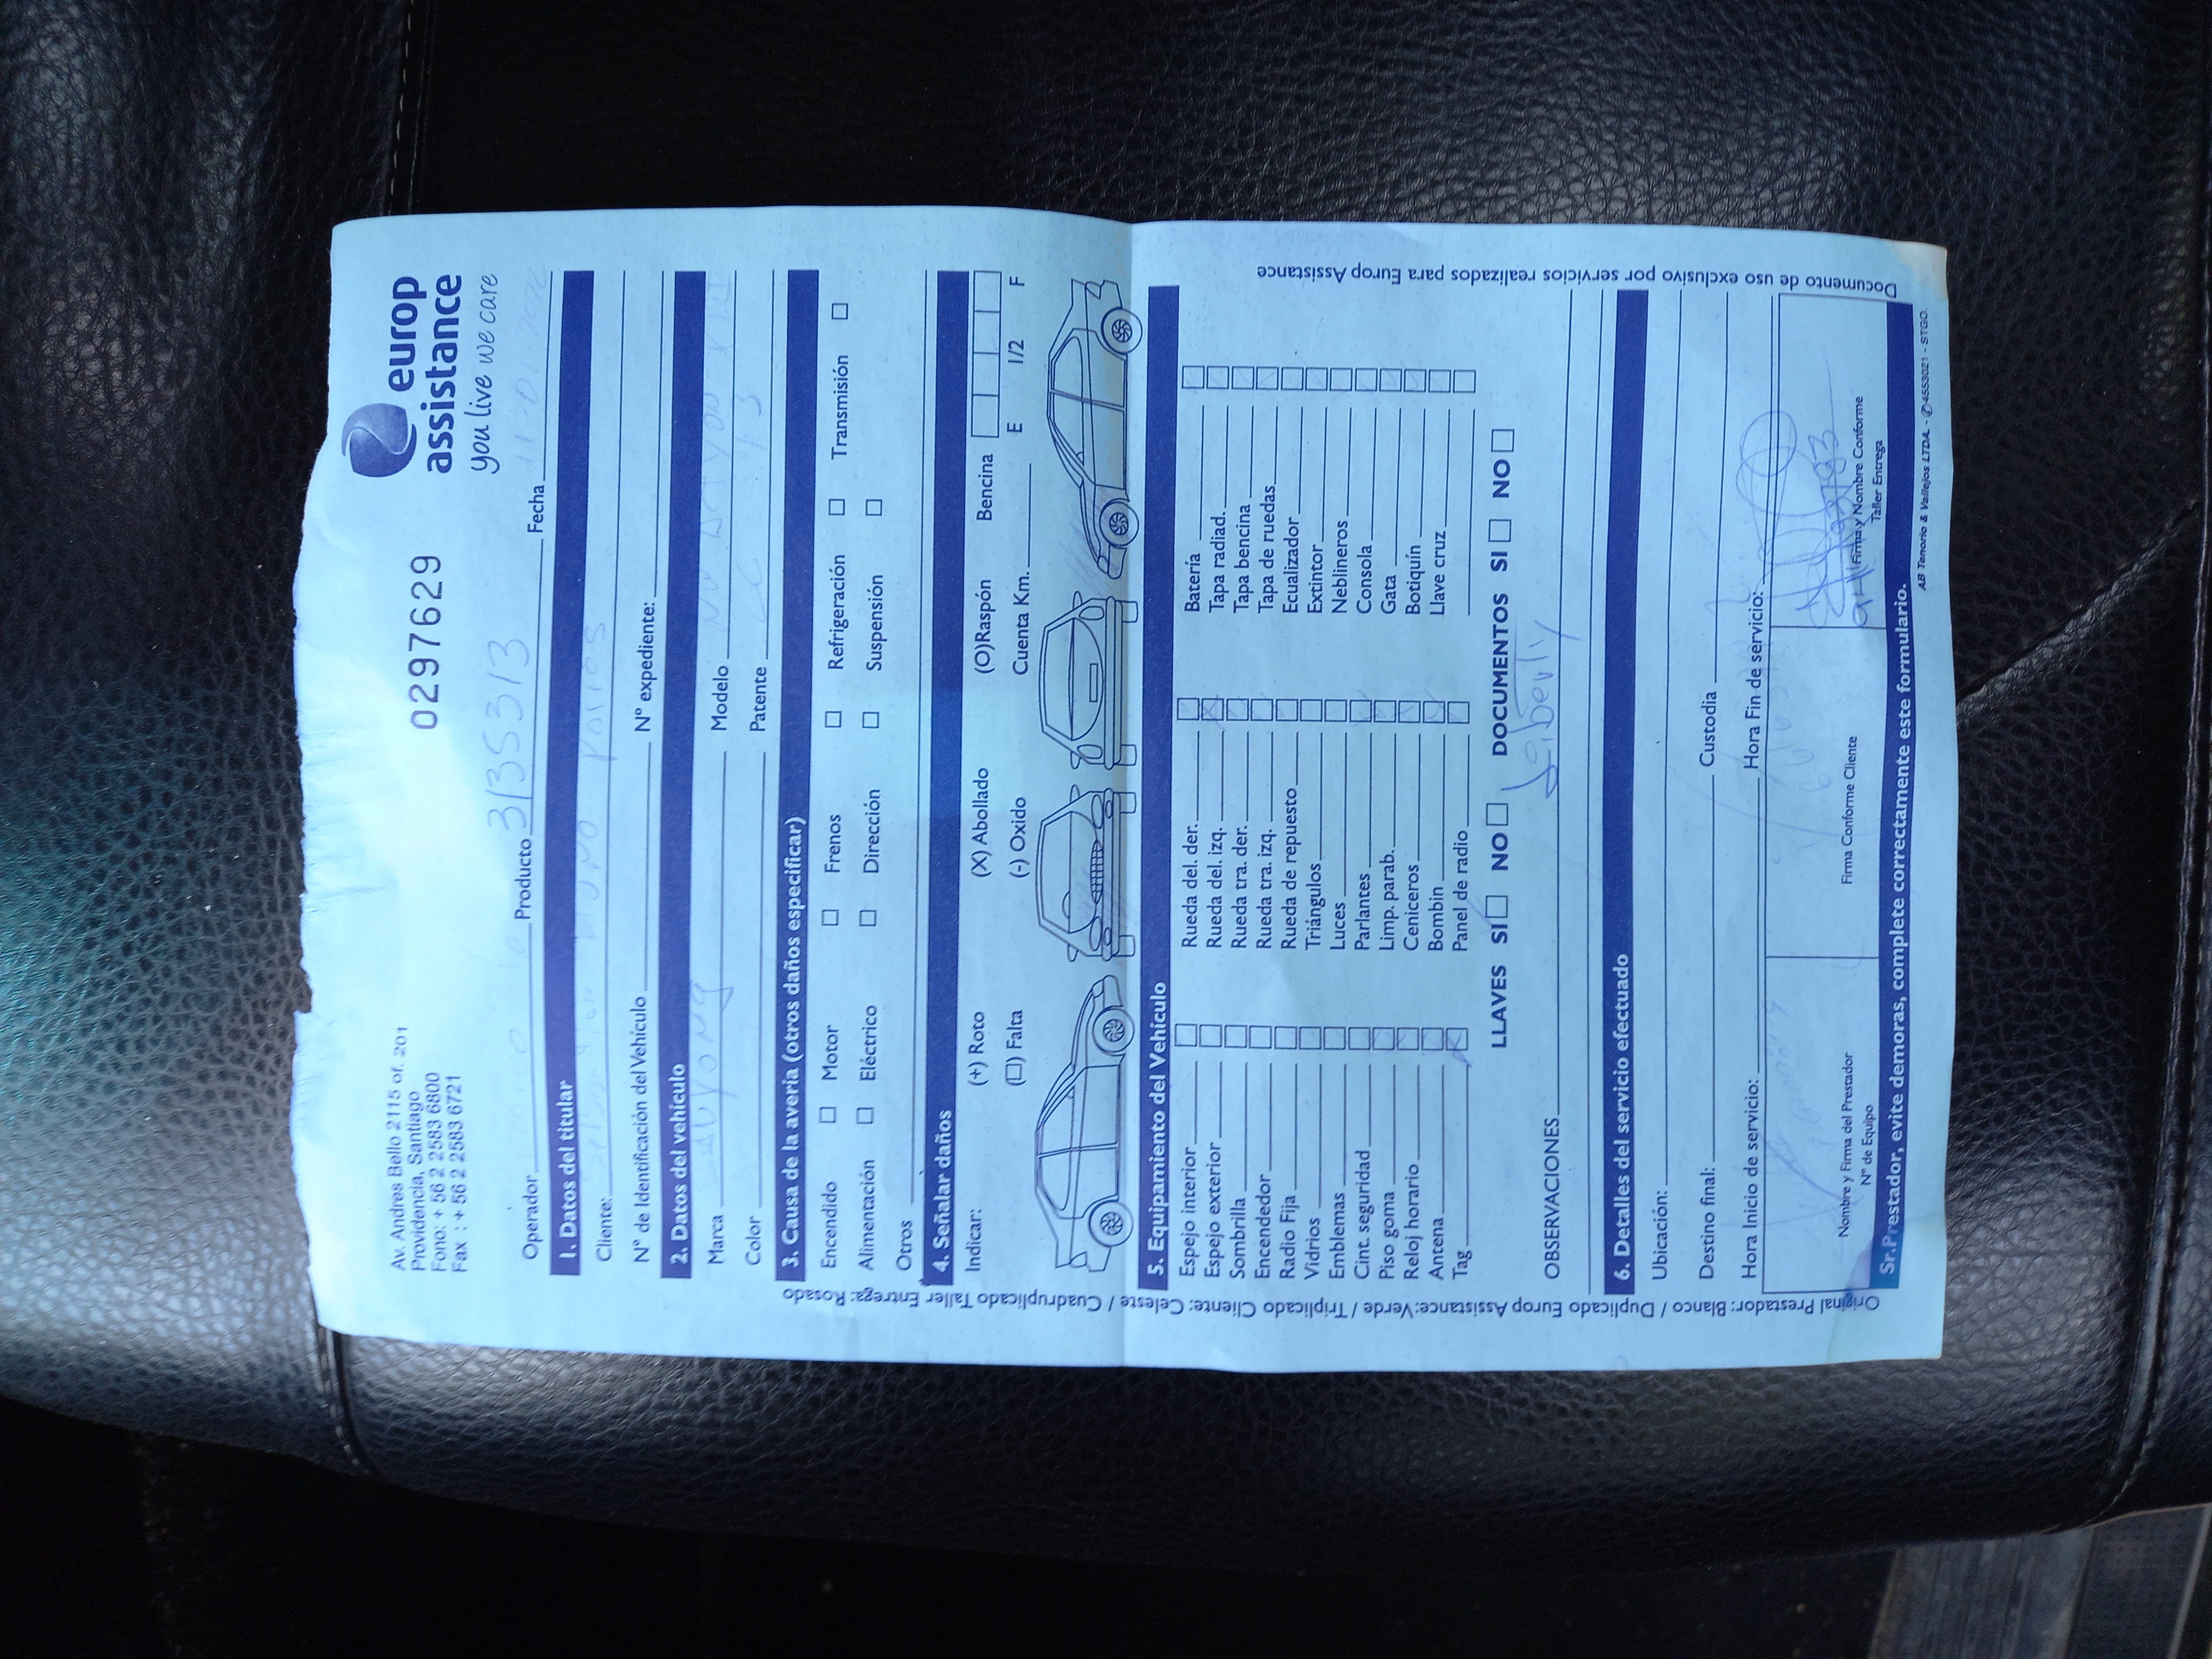 Av. Andres Bello 2115 of. 201
Providencia, Santiago
Fono: + 56 2 2583 6800
Fax : + 56 2 2583 6721
0297629
europ
assistance
you live we care
Operador Producto 3135313 Fecha
1. Datos del titular
Cliente:
N° de Identificación del Vehículo N° expediente:
2. Datos del vehículo
Marca Modelo
Color Patente
3. Causa de la avería (otros daños especificar)
Encendido Motor Frenos Refrigeración Transmisión
Alimentación Eléctrico Dirección Suspensión
Otros
4. Señalar daños
Indicar: (+) Roto (X) Abollado (O)Raspón Bencina
(□) Falta (-) Oxido Cuenta Km. E 1/2 F
5. Equipamiento del Vehículo
Espejo interior Rueda del. der. Batería
Espejo exterior Rueda del. izq. Tapa radiad.
Sombrilla Rueda tra. der. Tapa bencina
Encendedor Rueda tra. izq. Tapa de ruedas
Radio Fija Rueda de repuesto Ecualizador
Vidrios Triángulos Extintor
Emblemas Luces Neblineros
Cint. seguridad Parlantes Consola
Piso goma Limp. parab. Gata
Reloj horario Ceniceros Botiquín
Antena Bombin Llave cruz
Tag Panel de radio
LLAVES SI NO DOCUMENTOS SI NO
OBSERVACIONES Liberty
6. Detalles del servicio efectuado
Ubicación:
Destino final: Custodia
Hora Inicio de servicio: Hora Fin de servicio:
Nombre y Firma del Prestador
N° de Equipo
Firma Conforme Cliente
Firma y Nombre Conforme
Taller Entrega
Sr.Prestador, evite demoras, complete correctamente este formulario.
AB Tenorio & Vallejos LTDA. - ✆ 4553021 - STGO.
Original Prestador: Blanco / Duplicado Europ Assistance:Verde / Triplicado Cliente: Celeste / Cuadruplicado Taller Entrega: Rosado
Documento de uso exclusivo por servicios realizados para Europ Assistance